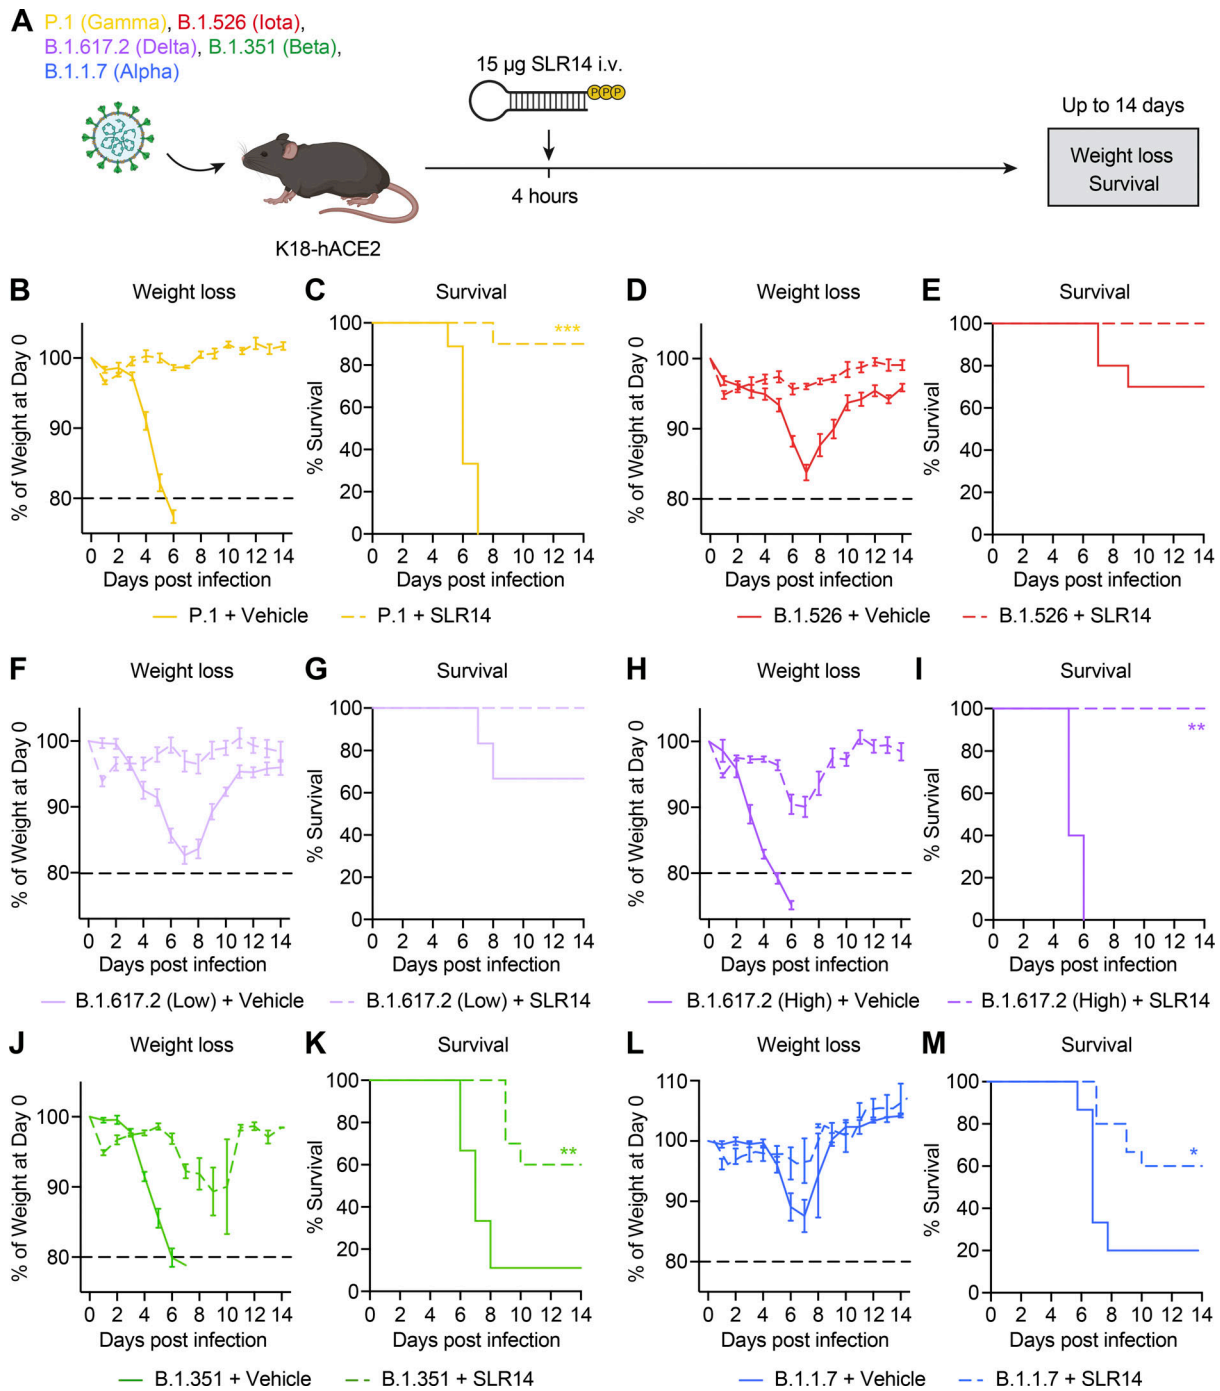 A
P.1 (Gamma), B.1.526 (Iota),
B.1.617.2 (Delta), B.1.351 (Beta),
B.1.1.7 (Alpha)
15 µg SLR14 i.v.
PPP
4 hours
K18-hACE2
Up to 14 days
Weight loss
Survival
B
Weight loss
% of Weight at Day 0
100
90
80
0 2 4 6 8 10 12 14
Days post infection
C
Survival
% Survival
100
80
60
40
20
0
***
0 2 4 6 8 10 12 14
Days post infection
P.1 + Vehicle
P.1 + SLR14
D
Weight loss
% of Weight at Day 0
100
90
80
0 2 4 6 8 10 12 14
Days post infection
E
Survival
% Survival
100
80
60
40
20
0
0 2 4 6 8 10 12 14
Days post infection
B.1.526 + Vehicle
B.1.526 + SLR14
F
Weight loss
% of Weight at Day 0
100
90
80
0 2 4 6 8 10 12 14
Days post infection
G
Survival
% Survival
100
80
60
40
20
0
0 2 4 6 8 10 12 14
Days post infection
B.1.617.2 (Low) + Vehicle
B.1.617.2 (Low) + SLR14
H
Weight loss
% of Weight at Day 0
100
90
80
0 2 4 6 8 10 12 14
Days post infection
I
Survival
% Survival
100
80
60
40
20
0
**
0 2 4 6 8 10 12 14
Days post infection
B.1.617.2 (High) + Vehicle
B.1.617.2 (High) + SLR14
J
Weight loss
% of Weight at Day 0
100
90
80
0 2 4 6 8 10 12 14
Days post infection
K
Survival
% Survival
100
80
60
40
20
0
**
0 2 4 6 8 10 12 14
Days post infection
B.1.351 + Vehicle
B.1.351 + SLR14
L
Weight loss
% of Weight at Day 0
110
100
90
80
0 2 4 6 8 10 12 14
Days post infection
M
Survival
% Survival
100
80
60
40
20
0
*
0 2 4 6 8 10 12 14
Days post infection
B.1.1.7 + Vehicle
B.1.1.7 + SLR14